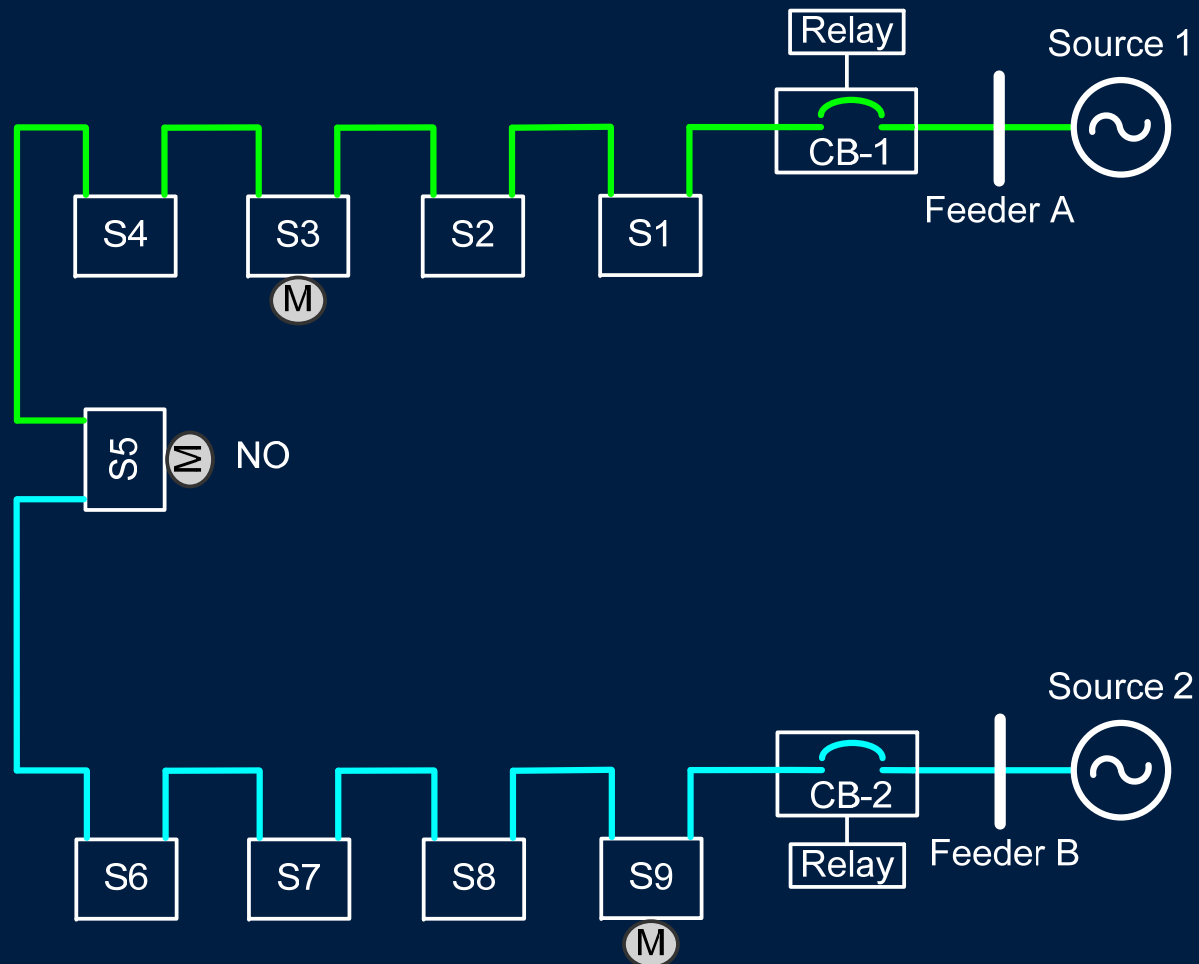 Relay
Source 1
CB-1
Feeder A
S4
S3
S2
S1
M
S5
M
NO
Source 2
CB-2
Feeder B
Relay
S6
S7
S8
S9
M